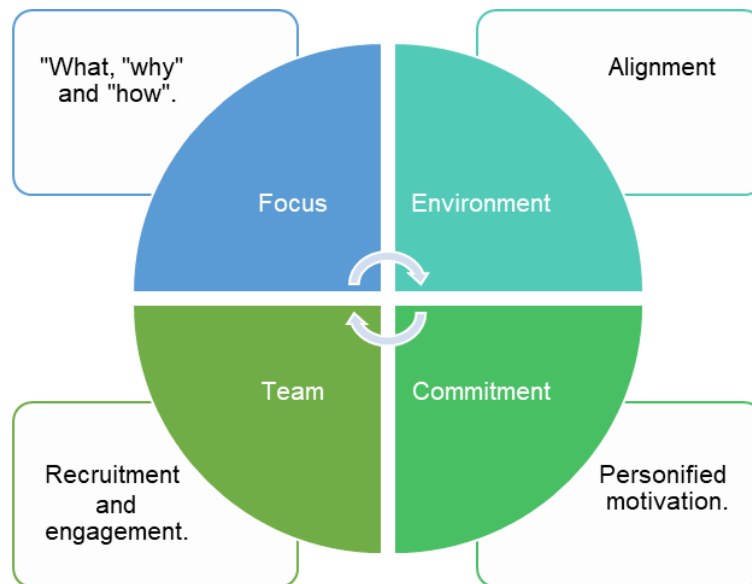 "What, "why"
and "how".
Alignment
Focus
Environment
Team
Commitment
Recruitment
and
engagement.
Personified
motivation.